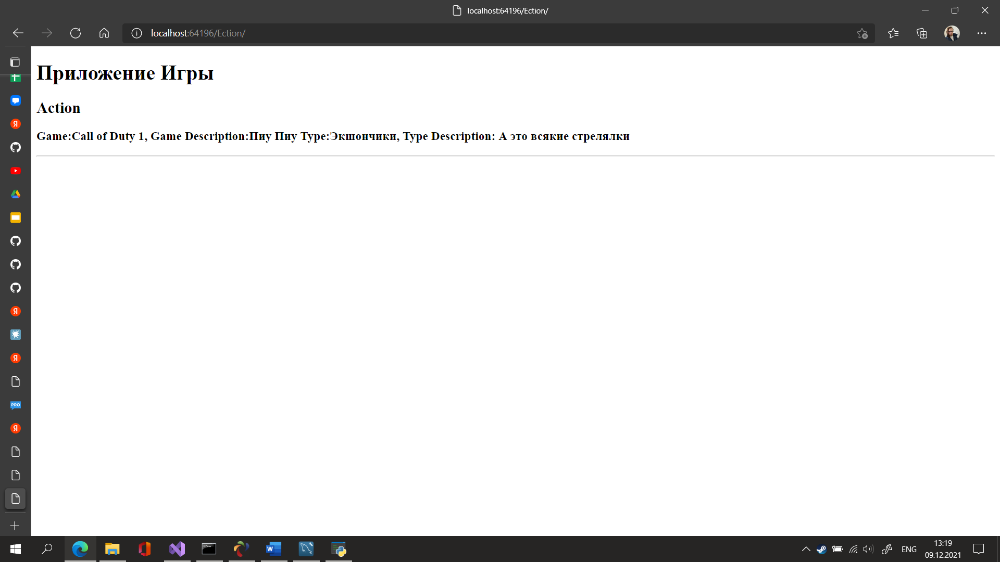 localhost:64196/Ection/
localhost:64196/Ection/
Приложение Игры
Action
Game:Call of Duty 1, Game Description:Пиу Пиу Type:Экшончики, Type Description: А это всякие стрелялки
Я
Я
Я
PRO
Я
W
ENG
13:19
09.12.2021